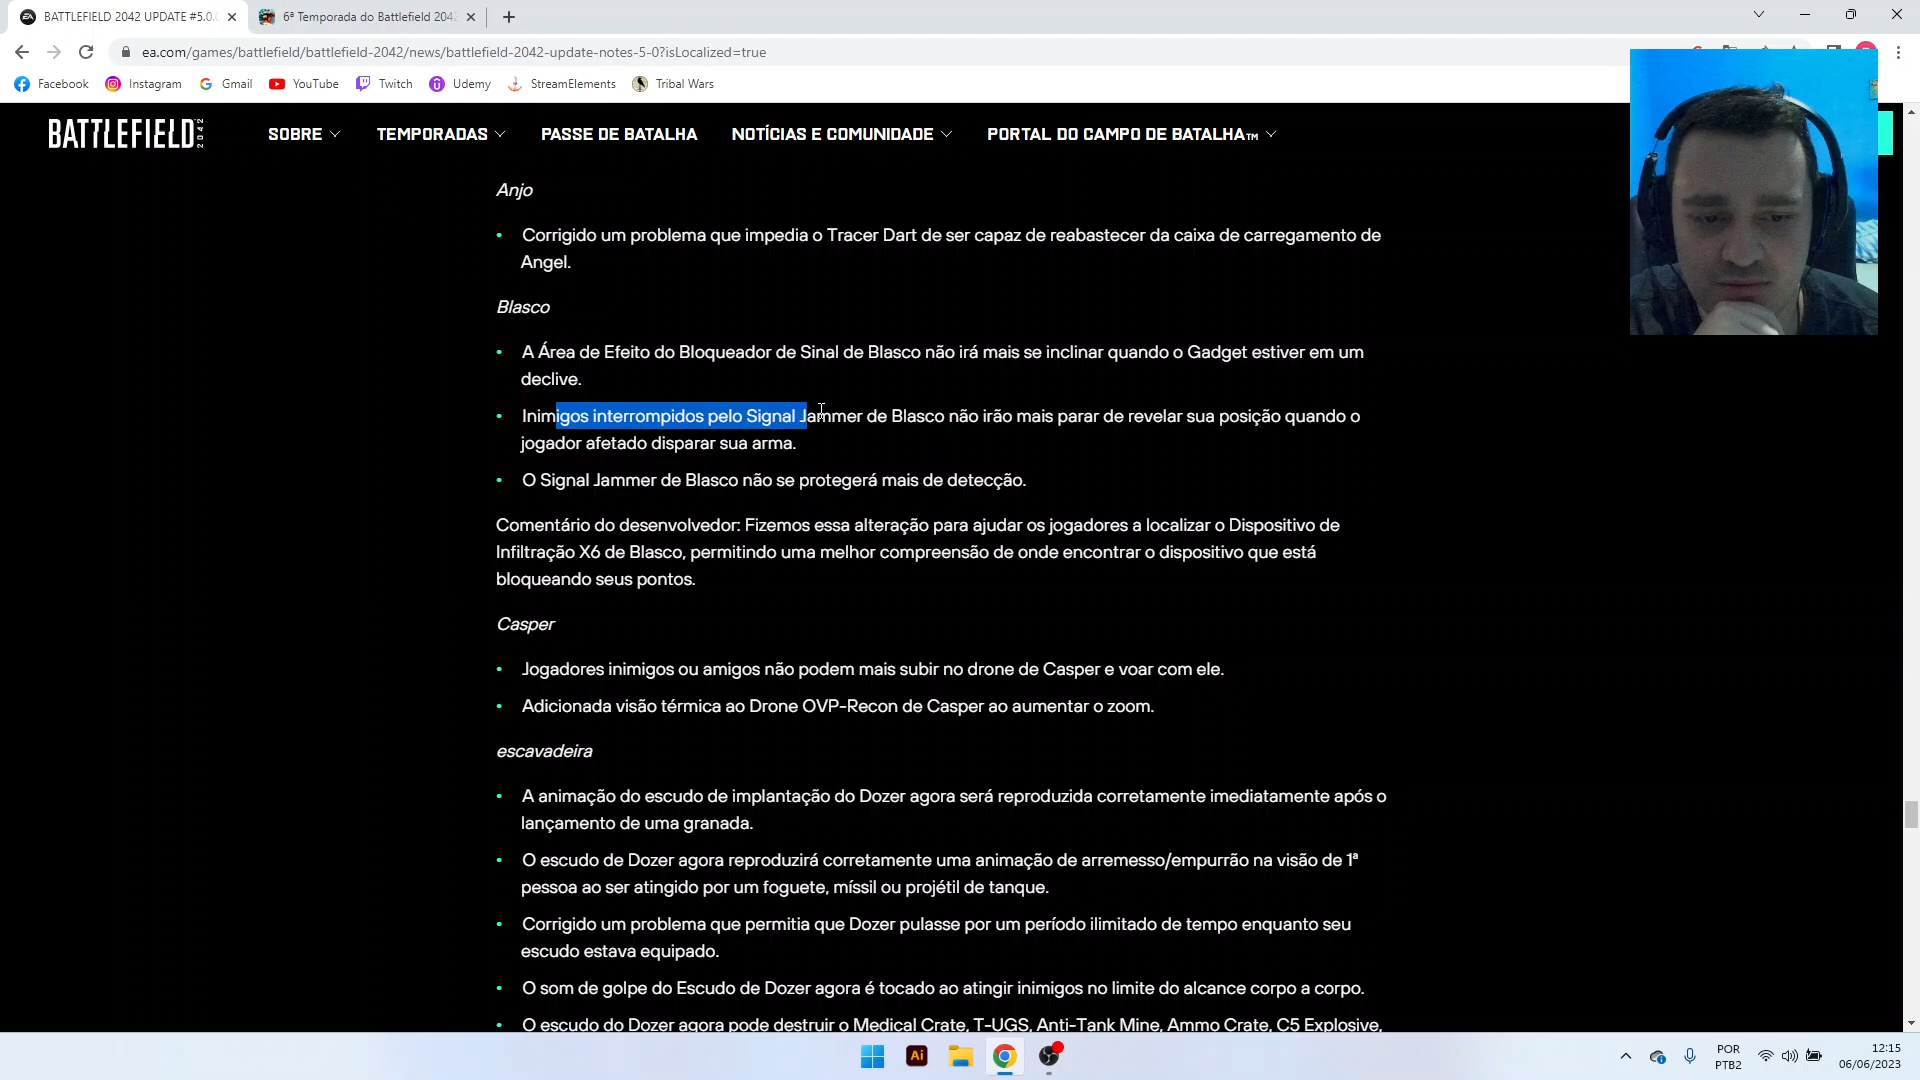 BATTLEFIELD 2042 UPDATE #5.0.0
6ª Temporada do Battlefield 2042
ea.com/games/battlefield/battlefield-2042/news/battlefield-2042-update-notes-5-0?isLocalized=true
Facebook Instagram Gmail YouTube Twitch Udemy StreamElements Tribal Wars
BATTLEFIELD 2042 SOBRE TEMPORADAS PASSE DE BATALHA NOTÍCIAS E COMUNIDADE PORTAL DO CAMPO DE BATALHA™
Anjo
• Corrigido um problema que impedia o Tracer Dart de ser capaz de reabastecer da caixa de carregamento de
Angel.
Blasco
• A Área de Efeito do Bloqueador de Sinal de Blasco não irá mais se inclinar quando o Gadget estiver em um
declive.
• Inimigos interrompidos pelo Signal Jammer de Blasco não irão mais parar de revelar sua posição quando o
jogador afetado disparar sua arma.
• O Signal Jammer de Blasco não se protegerá mais de detecção.
Comentário do desenvolvedor: Fizemos essa alteração para ajudar os jogadores a localizar o Dispositivo de
Infiltração X6 de Blasco, permitindo uma melhor compreensão de onde encontrar o dispositivo que está
bloqueando seus pontos.
Casper
• Jogadores inimigos ou amigos não podem mais subir no drone de Casper e voar com ele.
• Adicionada visão térmica ao Drone OVP-Recon de Casper ao aumentar o zoom.
escavadeira
• A animação do escudo de implantação do Dozer agora será reproduzida corretamente imediatamente após o
lançamento de uma granada.
• O escudo de Dozer agora reproduzirá corretamente uma animação de arremesso/empurrão na visão de 1ª
pessoa ao ser atingido por um foguete, míssil ou projétil de tanque.
• Corrigido um problema que permitia que Dozer pulasse por um período ilimitado de tempo enquanto seu
escudo estava equipado.
• O som de golpe do Escudo de Dozer agora é tocado ao atingir inimigos no limite do alcance corpo a corpo.
• O escudo do Dozer agora pode destruir o Medical Crate, T-UGS, Anti-Tank Mine, Ammo Crate, C5 Explosive,
Ai
POR
PTB2
12:15
06/06/2023